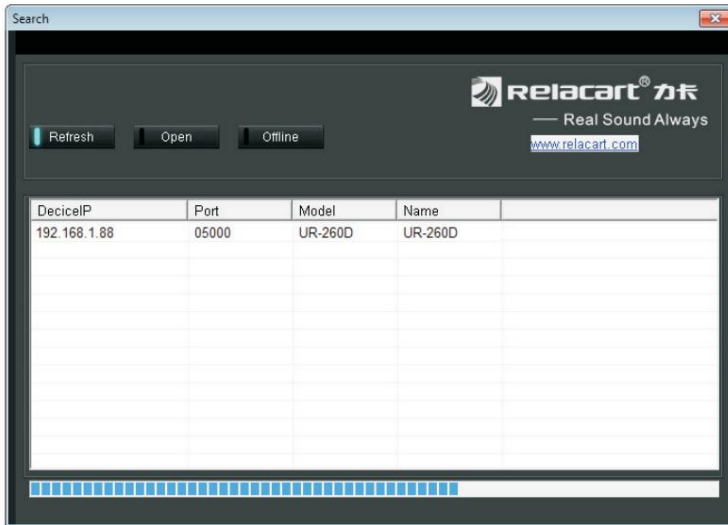 Search
Relacart® 力卡
— Real Sound Always
Refresh Open Offline
www.relacart.com
DeciceIP Port Model Name
192.168.1.88 05000 UR-260D UR-260D